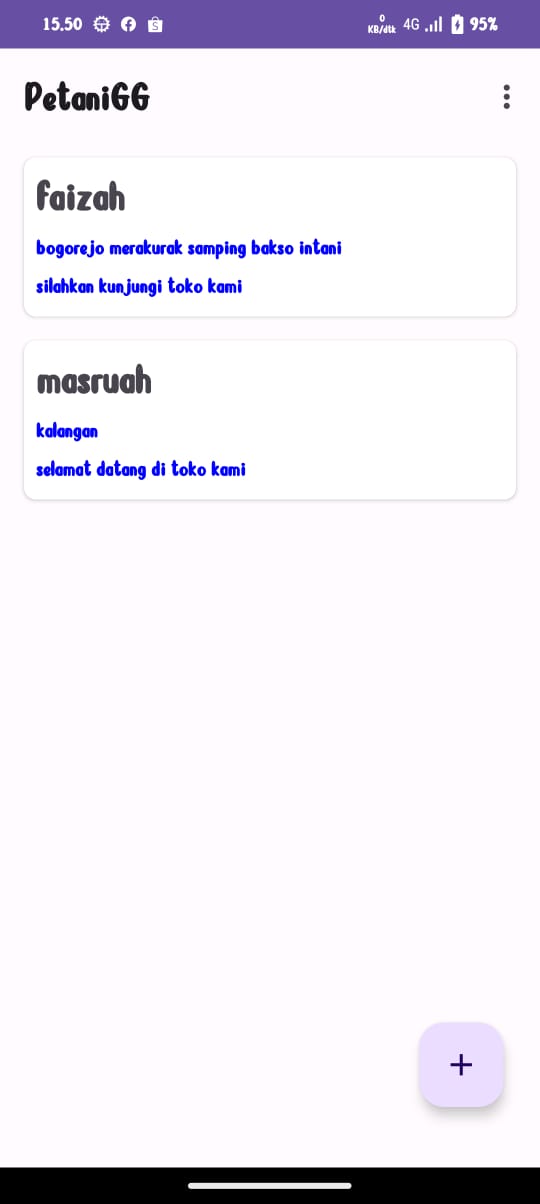 15.50
0
KB/dtk
4G
95%
PetaniGG
faizah
bogorejo merakurak samping bakso intani
silahkan kunjungi toko kami
masruah
kalangan
selamat datang di toko kami